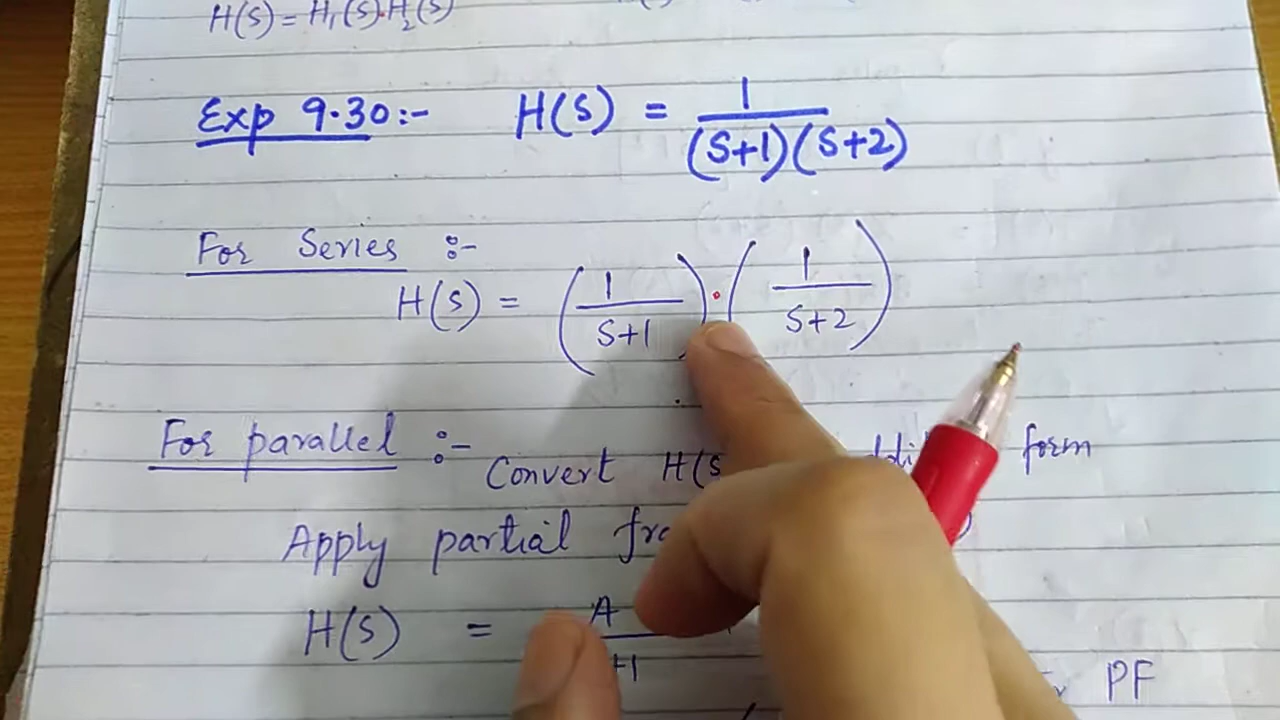 H(S) = H₁(S).H₂(S)
Exp 9.30:- H(S) = 1/(S+1)(S+2)
For Series :-
H(S) = (1/S+1) . (1/S+2)
For parallel :- Convert H(S form
Apply partial
H(S) = A/+1
PF